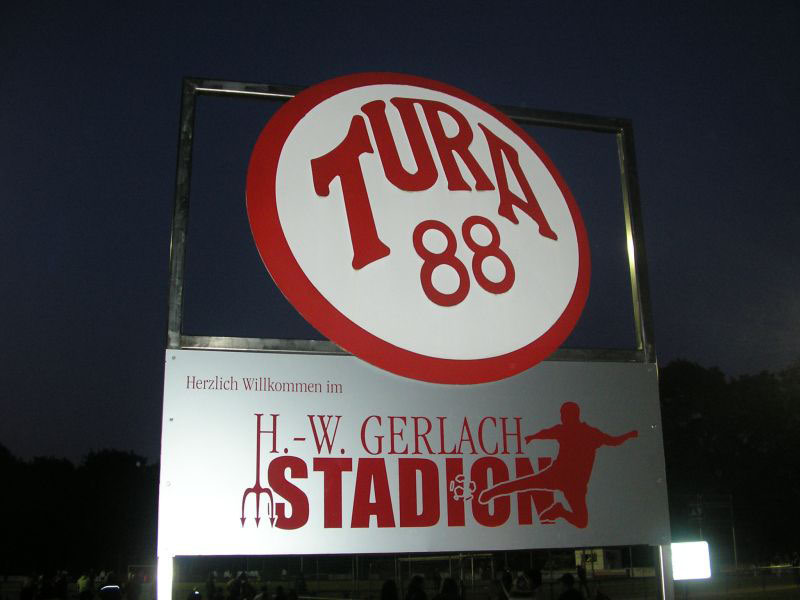 TURA
88
Herzlich Willkommen im
H.-W. GERLACH
STADION